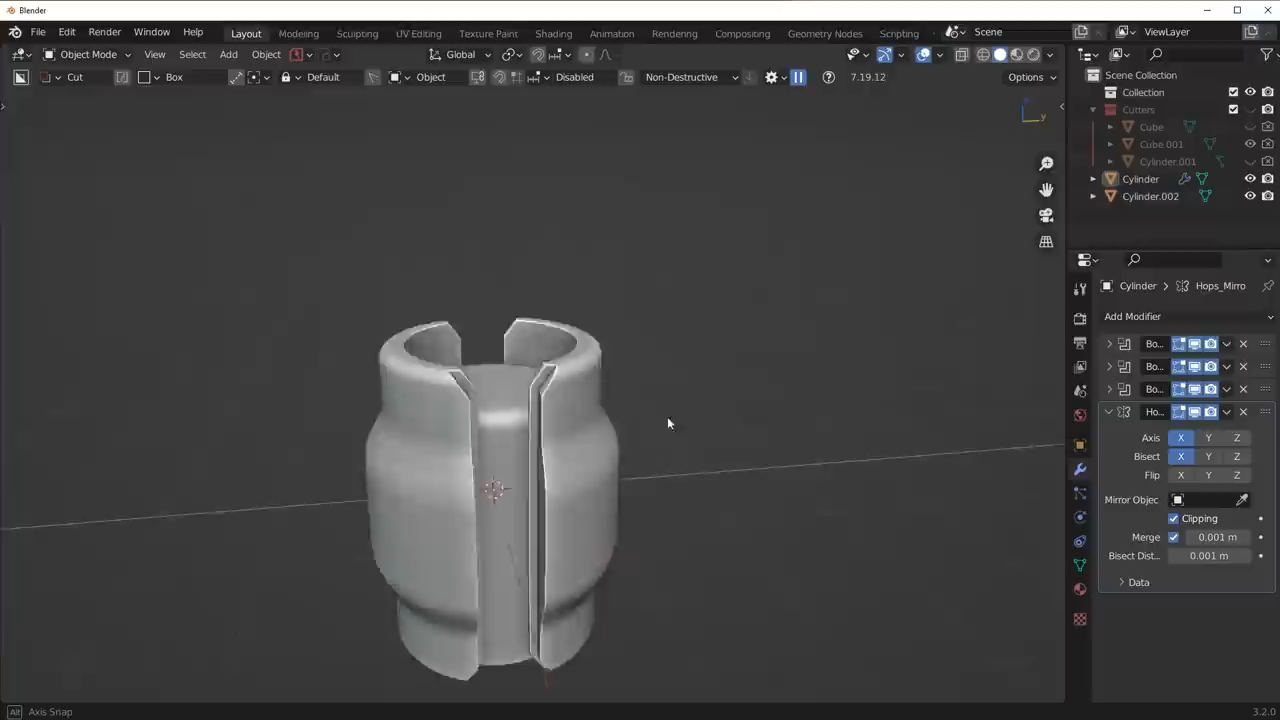 Blender
File Edit Render Window Help Layout Modeling Sculpting UV Editing Texture Paint Shading Animation Rendering Compositing Geometry Nodes Scripting Scene ViewLayer
Object Mode View Select Add Object Global
Cut Box Default Object Disabled Non-Destructive 7.19.12 Options
Scene Collection
Collection
Cutters
Cube
Cube.001
Cylinder.001
Cylinder
Cylinder.002
Y
Cylinder > Hops_Mirro
Add Modifier
Bo...
Bo...
Bo...
Ho...
Axis X Y Z
Bisect X Y Z
Flip X Y Z
Mirror Objec
Clipping
Merge 0.001 m
Bisect Dist... 0.001 m
Data
Alt Axis Snap 3.2.0